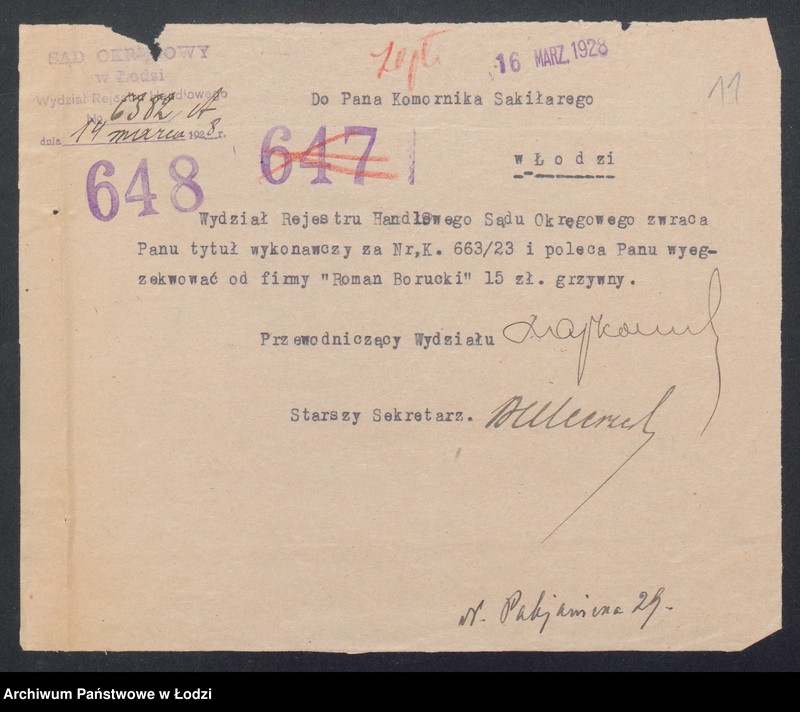 SĄD OKRĘGOWY
w Łodzi
Wydział Rejestru Handlowego
No 6382/A
dnia 14 marca 1928 r.
16 MARZ. 1928
11
Do Pana Komornika Sakiłarego
w Łodzi
648
647
Wydział Rejestru Handlowego Sądu Okręgowego zwraca
Panu tytuł wykonawczy za Nr,K. 663/23 i poleca Panu wyeg-
zekwować od firmy "Roman Borucki" 15 zł. grzywny.
Przewodniczący Wydziału
Starszy Sekretarz.
N. Pabjanicka 29.
Archiwum Państwowe w Łodzi